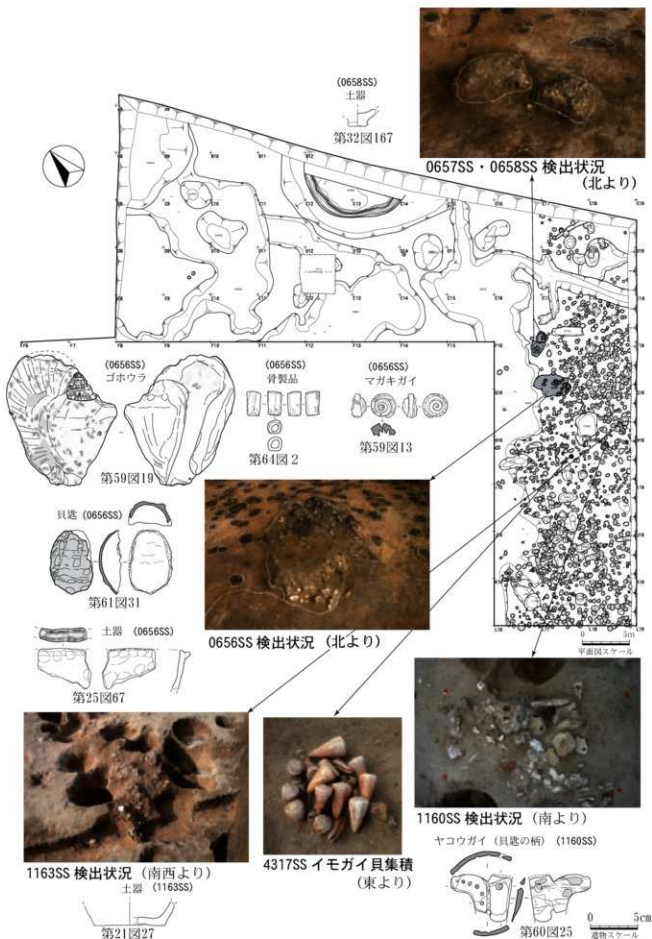 (0658SS)
土器
第32図167
0657SS・0658SS 検出状況
(北より)
(0656SS)
ゴホウラ
第59図19
(0656SS)
骨製品
第64図2
(0656SS)
マガキガイ
第59図13
貝匙 (0656SS)
第61図31
0656SS 検出状況 (北より)
土器 (0656SS)
第25図67
0 5m
平面図スケール
1163SS 検出状況 (南西より)
土器 (1163SS)
第21図27
4317SS イモガイ貝集積
(東より)
1160SS 検出状況 (南より)
ヤコウガイ (貝匙の柄) (1160SS)
第60図25
0 5cm
遺物スケール